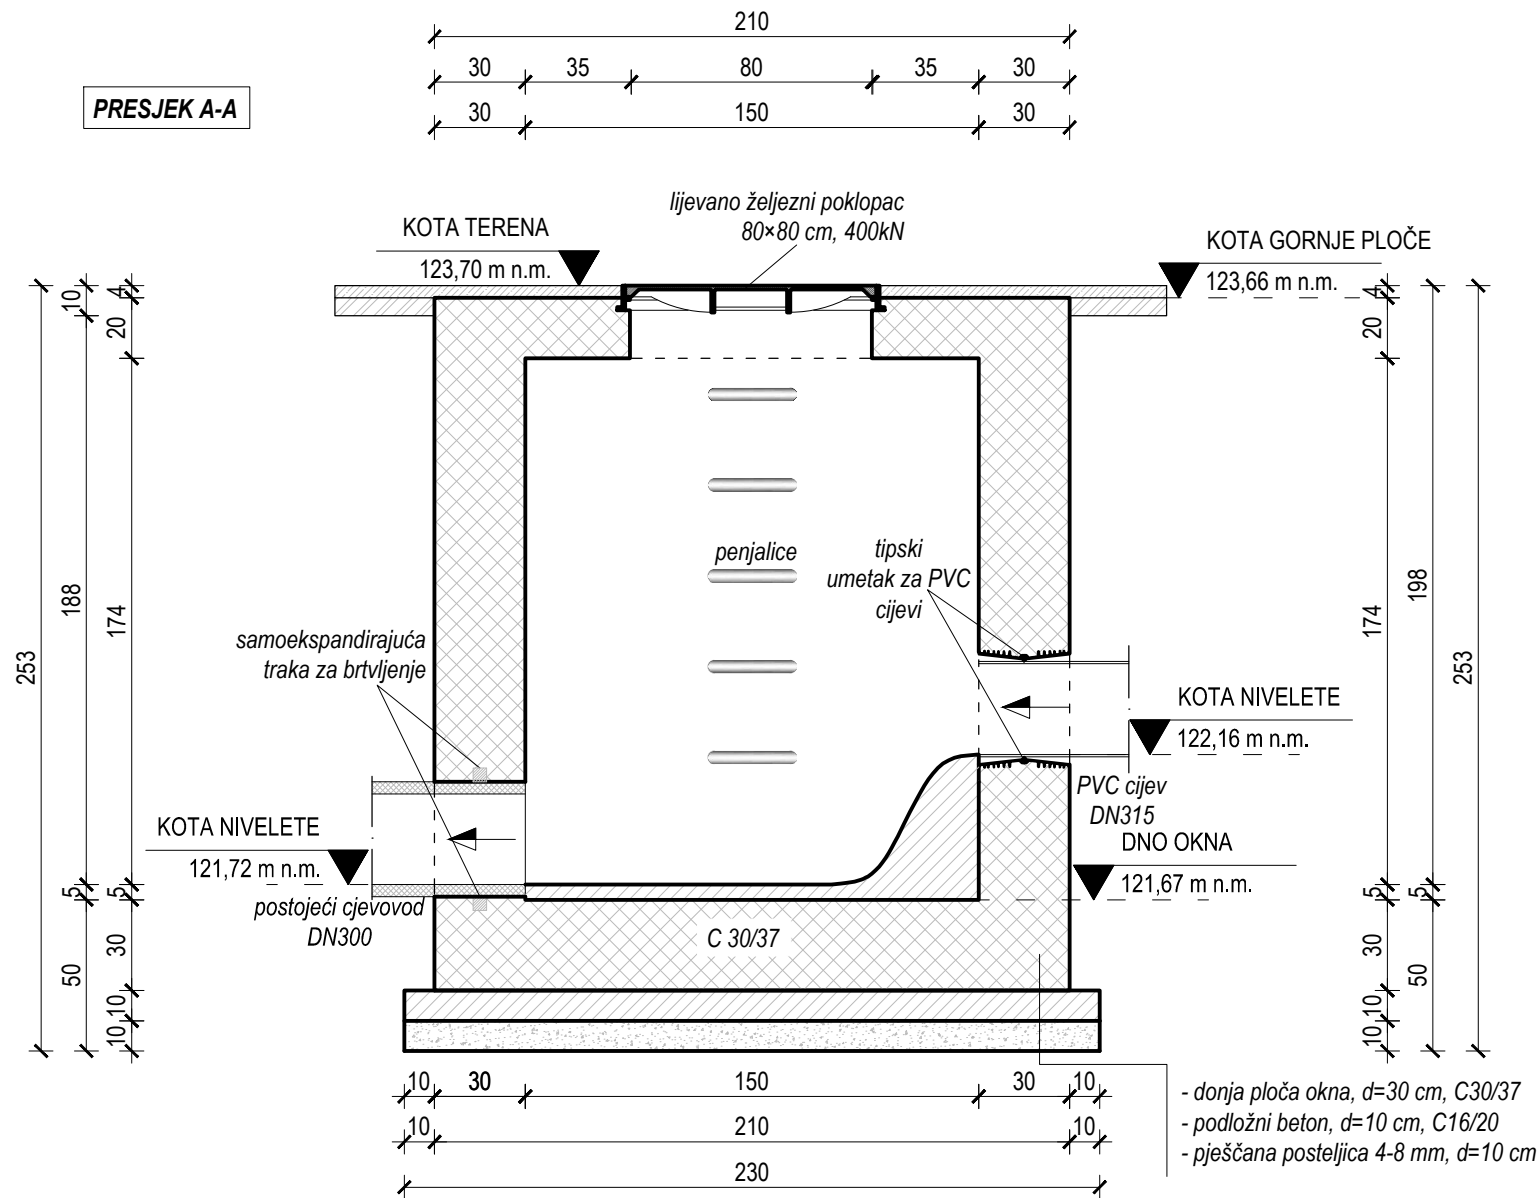 210
30 35 80 35 30
PRESJEK A-A
30 150 30
lijevano željezni poklopac
80×80 cm, 400kN
KOTA TERENA
123,70 m n.m.
KOTA GORNJE PLOČE
123,66 m n.m.
253
10
188
5
50
4
20
174
5
30
10
10
penjalice
tipski
umetak za PVC
cijevi
samoekspandirajuća
traka za brtvljenje
KOTA NIVELETE
122,16 m n.m.
PVC cijev
DN315
KOTA NIVELETE
121,72 m n.m.
DNO OKNA
121,67 m n.m.
postojeći cjevovod
DN300
C 30/37
4
20
174
5
30
10
10
198
5
50
253
10 30 150 30 10
10 210 10
230
- donja ploča okna, d=30 cm, C30/37
- podložni beton, d=10 cm, C16/20
- pješčana posteljica 4-8 mm, d=10 cm